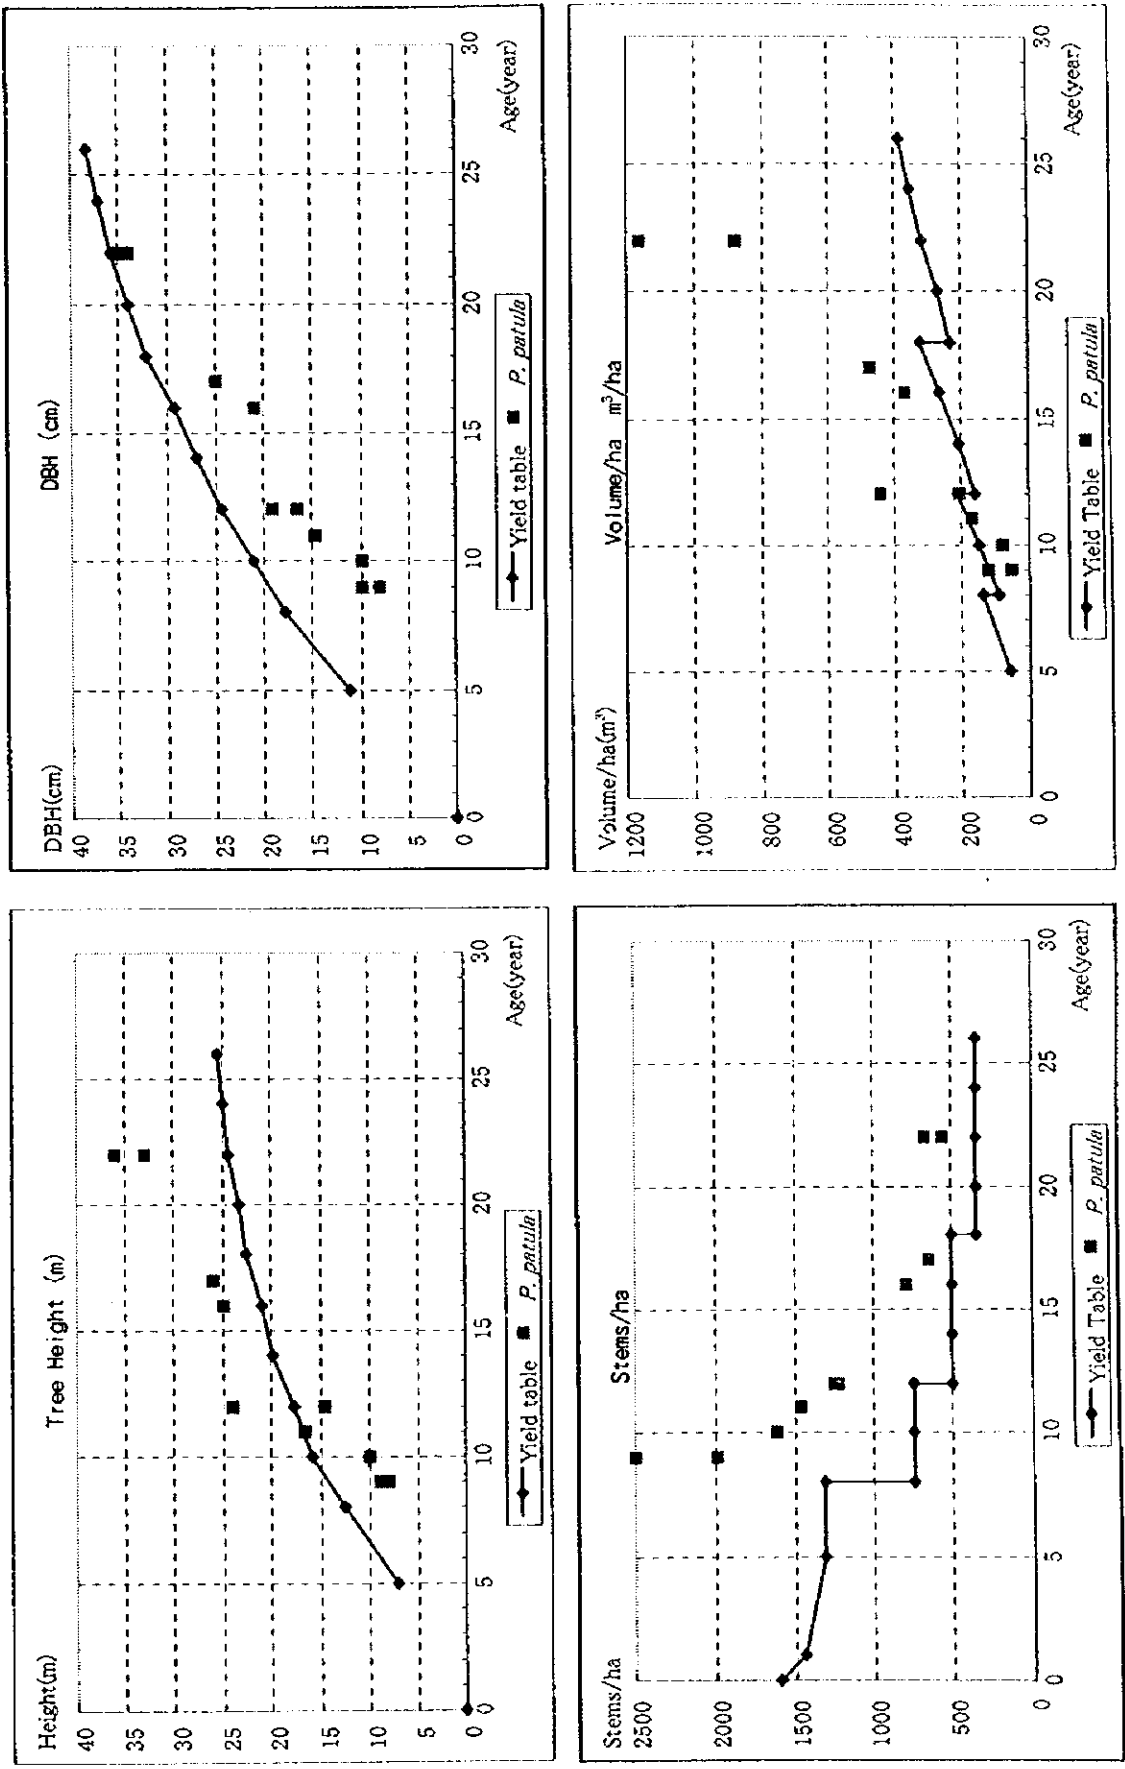 Tree Height (m)
Height(m)
40
35
30
25
20
15
10
5
0
0 5 10 15 20 25 30
Age(year)
Yield table P. patula
DBH (cm)
DBH(cm)
40
35
30
25
20
15
10
5
0
0 5 10 15 20 25 30
Age(year)
Yield table P. patula
Stems/ha
Stems/ha
2500
2000
1500
1000
500
0
0 5 10 15 20 25 30
Age(year)
Yield Table P. patula
Volume/ha m³/ha
Volume/ha(m³)
1200
1000
800
600
400
200
0
0 5 10 15 20 25 30
Age(year)
Yield Table P. patula